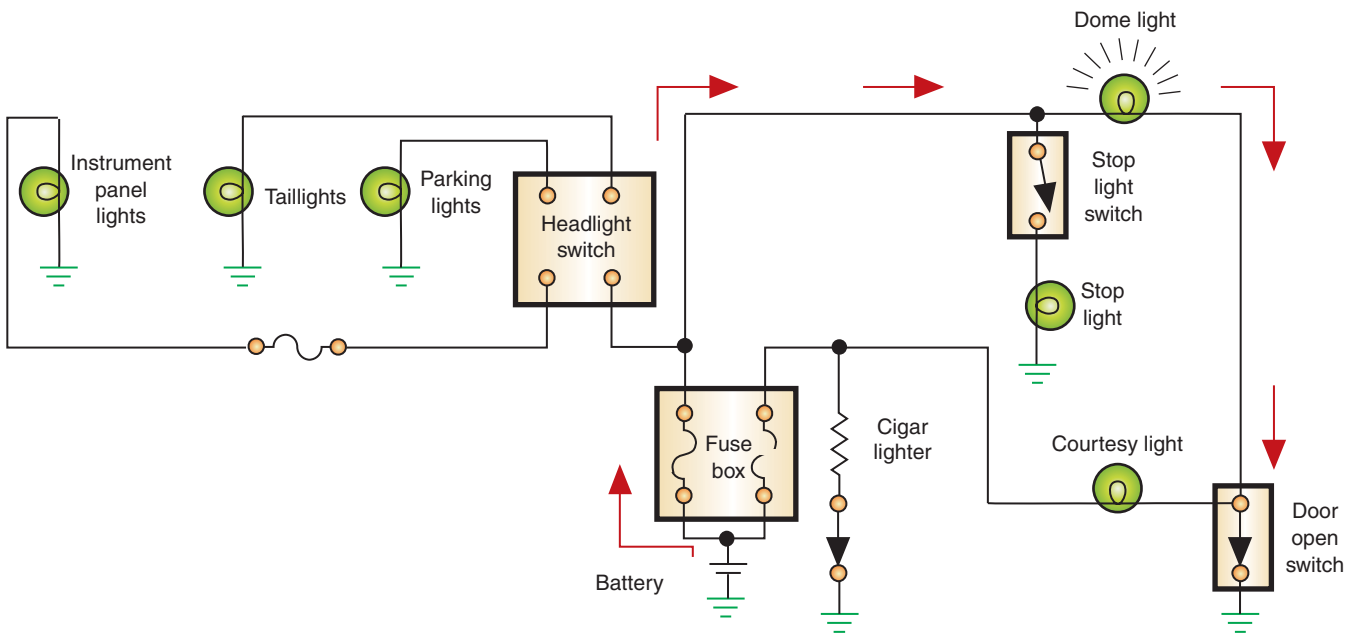 Dome light
Instrument
panel
lights
Taillights
Parking
lights
Headlight
switch
Stop
light
switch
Stop
light
Fuse
box
Cigar
lighter
Courtesy light
Door
open
switch
Battery